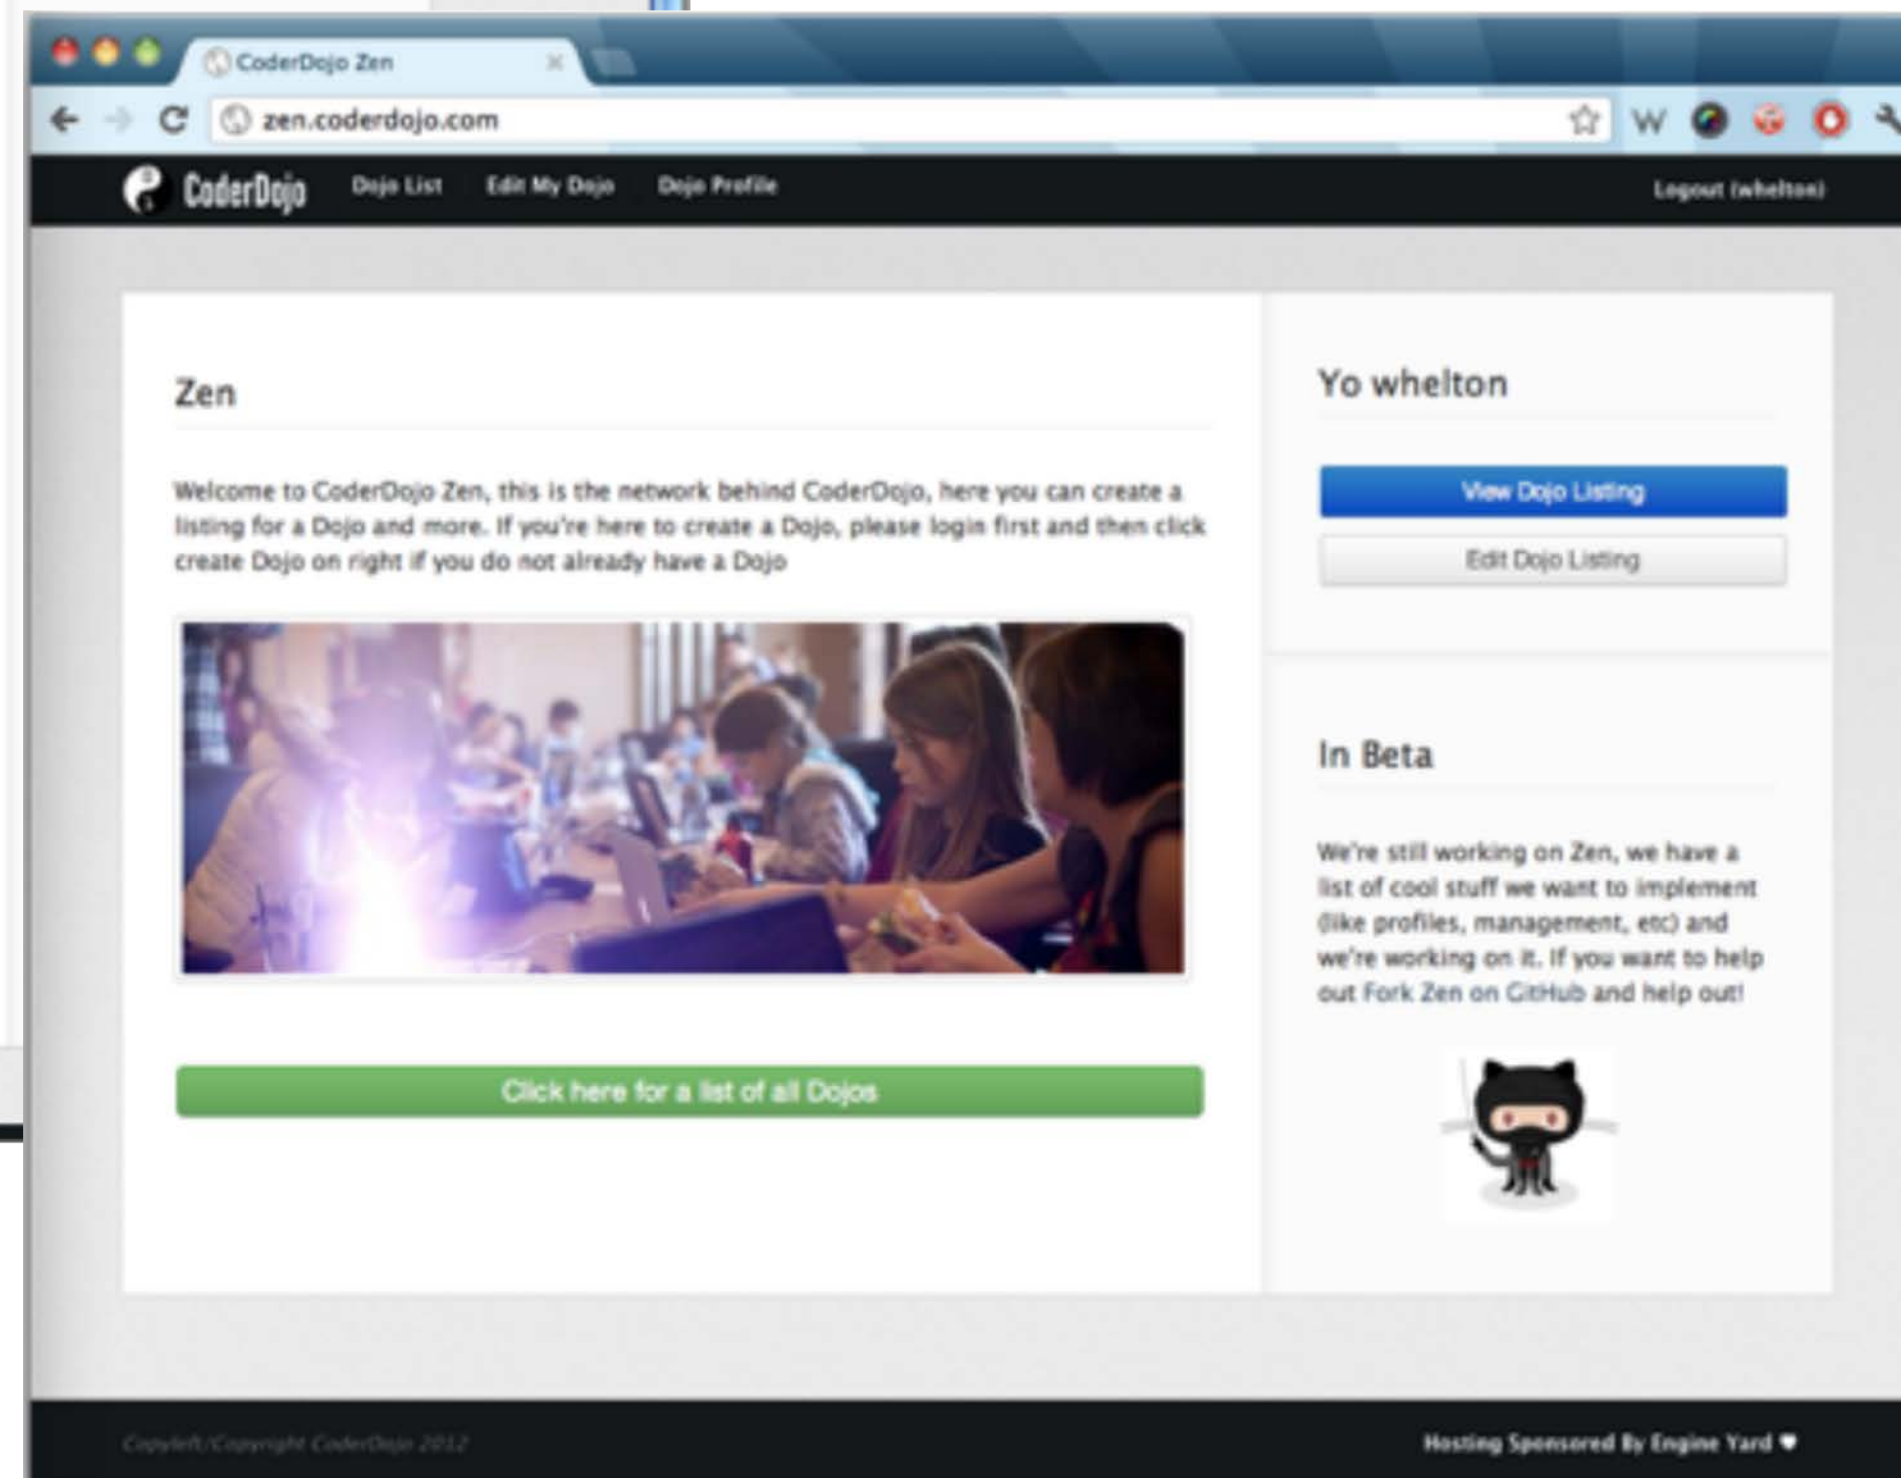 CoderDojo Zen
zen.coderdojo.com
CoderDojo Dojo List Edit My Dojo Dojo Profile Logout (whelton)
Zen
Welcome to CoderDojo Zen, this is the network behind CoderDojo, here you can create a
listing for a Dojo and more. If you're here to create a Dojo, please login first and then click
create Dojo on right if you do not already have a Dojo
Click here for a list of all Dojos
Yo whelton
View Dojo Listing
Edit Dojo Listing
In Beta
We're still working on Zen, we have a
list of cool stuff we want to implement
(like profiles, management, etc) and
we're working on it. If you want to help
out Fork Zen on GitHub and help out!
Copyleft/Copyright CoderDojo 2012
Hosting Sponsored By Engine Yard ♥